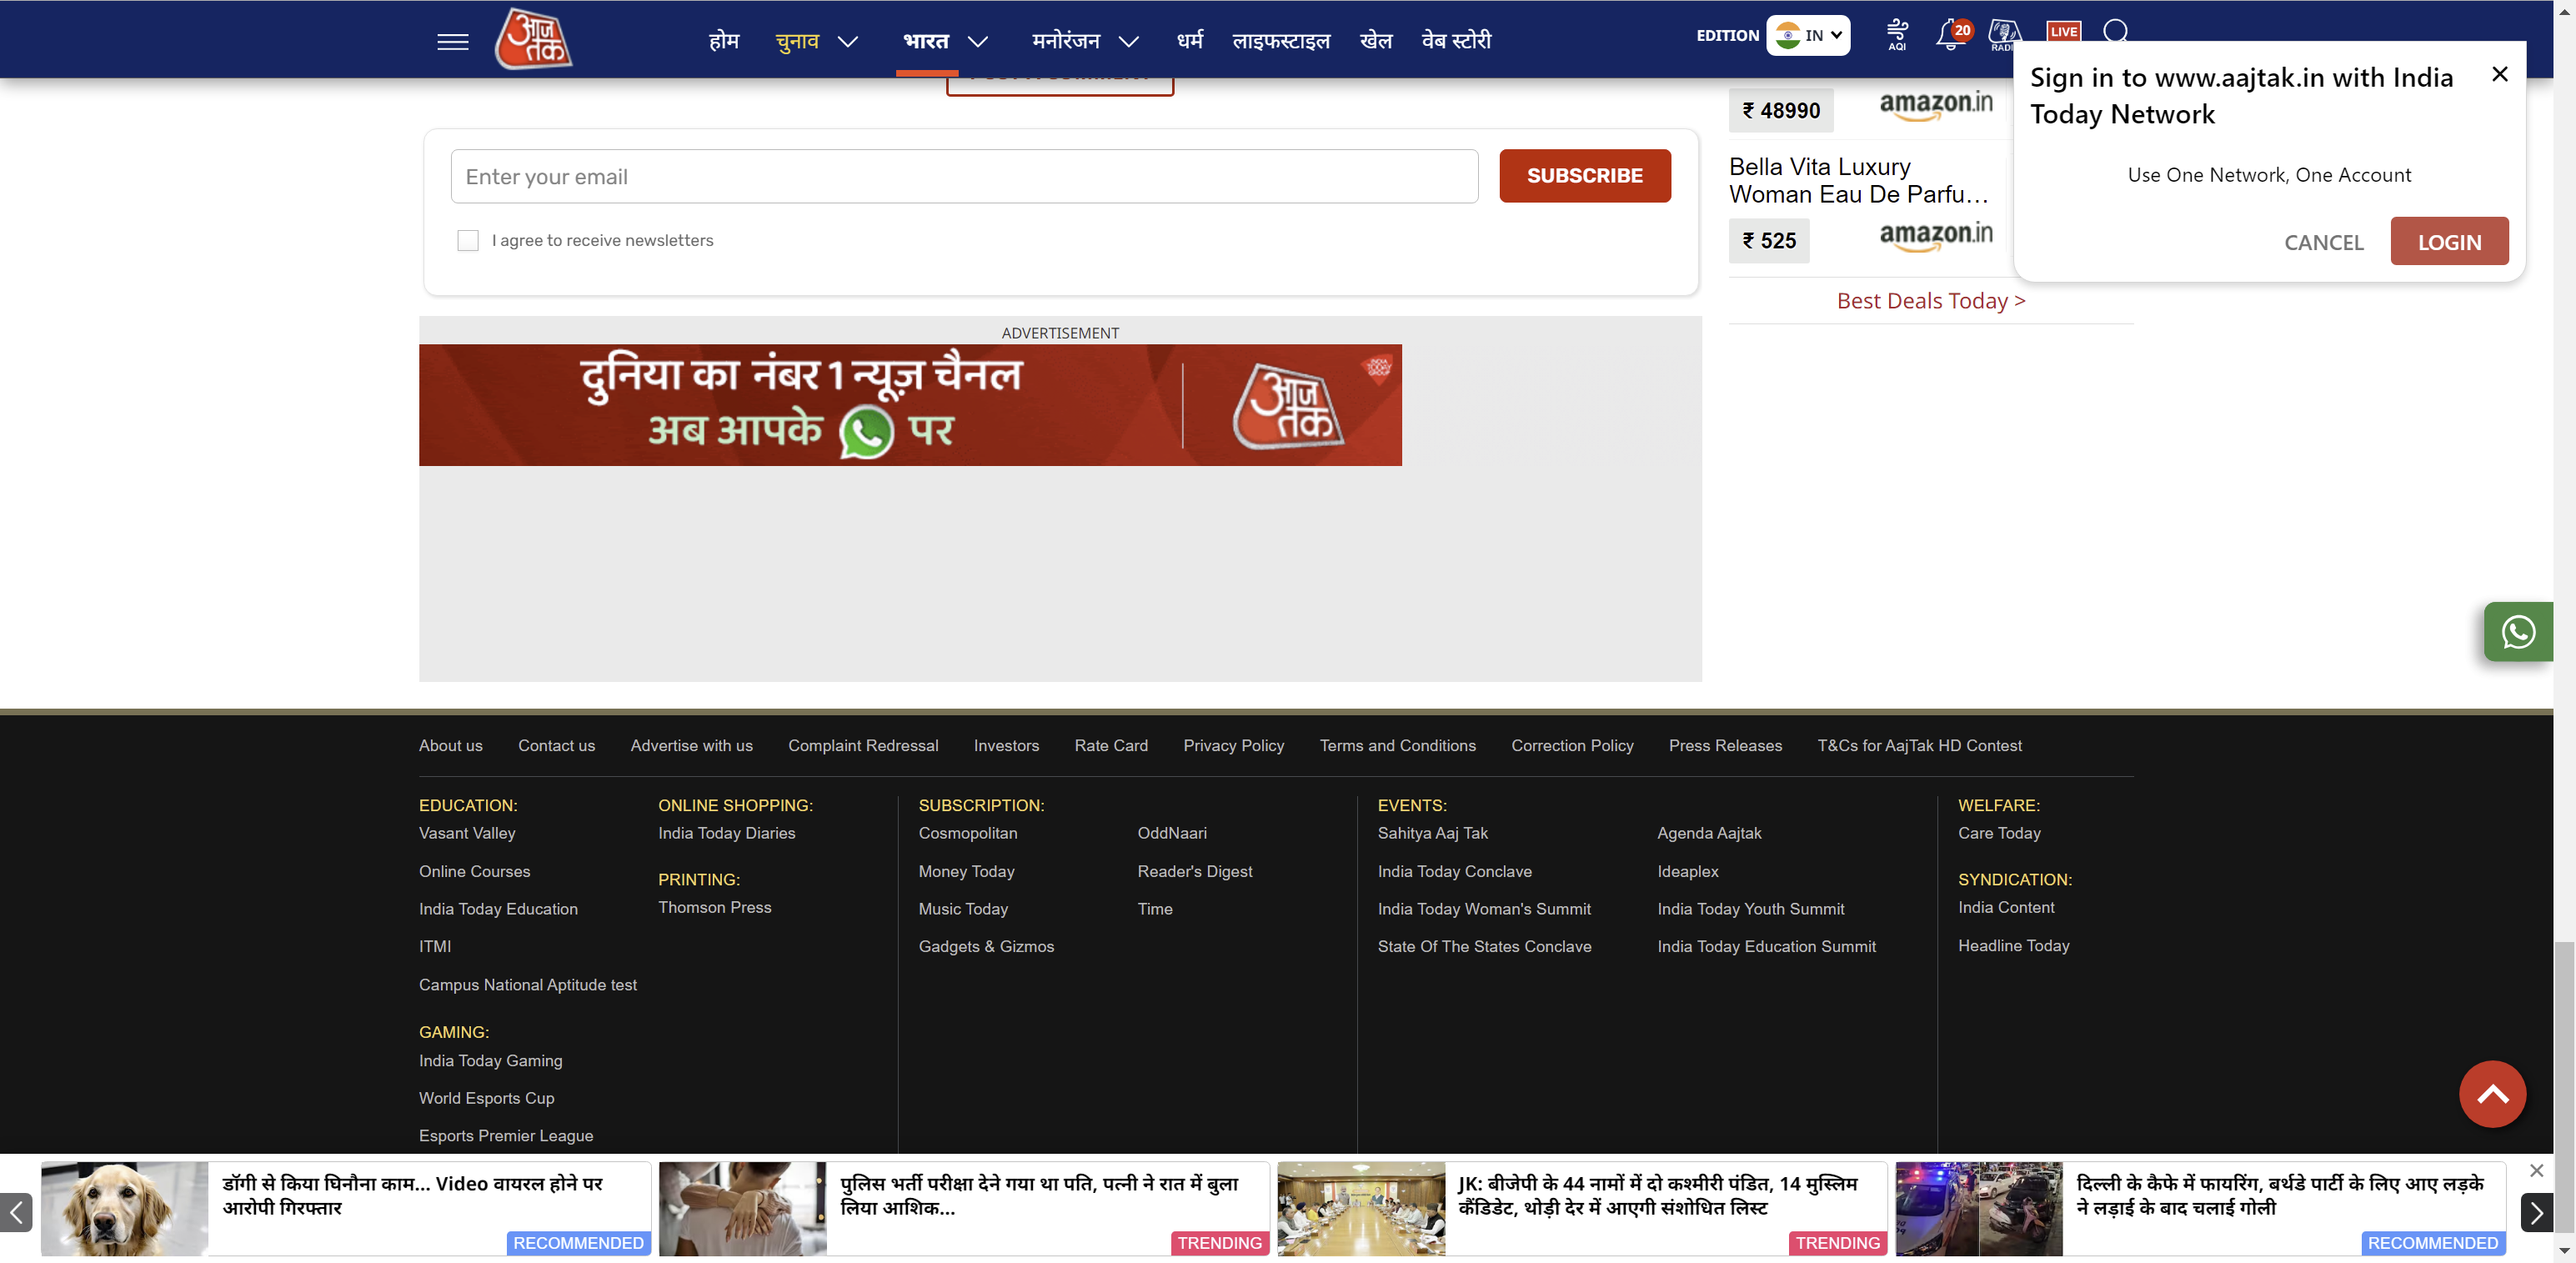 आज
तक
होम
चुनाव
भारत
मनोरंजन
धर्म
लाइफस्टाइल
खेल
वेब स्टोरी
EDITION
IN
AQI
20
LIVE
Sign in to www.aajtak.in with India
Today Network
Use One Network, One Account
CANCEL
LOGIN
Enter your email
SUBSCRIBE
I agree to receive newsletters
₹ 48990
amazon.in
Bella Vita Luxury
Woman Eau De Parfu...
₹ 525
amazon.in
Best Deals Today >
ADVERTISEMENT
दुनिया का नंबर 1 न्यूज़ चैनल
अब आपके पर
आज
तक
INDIA
TODAY
GROUP
About us
Contact us
Advertise with us
Complaint Redressal
Investors
Rate Card
Privacy Policy
Terms and Conditions
Correction Policy
Press Releases
T&Cs for AajTak HD Contest
EDUCATION:
Vasant Valley
Online Courses
India Today Education
ITMI
Campus National Aptitude test
GAMING:
India Today Gaming
World Esports Cup
Esports Premier League
ONLINE SHOPPING:
India Today Diaries
PRINTING:
Thomson Press
SUBSCRIPTION:
Cosmopolitan
Money Today
Music Today
Gadgets & Gizmos
OddNaari
Reader's Digest
Time
EVENTS:
Sahitya Aaj Tak
India Today Conclave
India Today Woman's Summit
State Of The States Conclave
Agenda Aajtak
Ideaplex
India Today Youth Summit
India Today Education Summit
WELFARE:
Care Today
SYNDICATION:
India Content
Headline Today
डॉगी से किया घिनौना काम... Video वायरल होने पर
आरोपी गिरफ्तार
RECOMMENDED
पुलिस भर्ती परीक्षा देने गया था पति, पत्नी ने रात में बुला
लिया आशिक...
TRENDING
JK: बीजेपी के 44 नामों में दो कश्मीरी पंडित, 14 मुस्लिम
कैंडिडेट, थोड़ी देर में आएगी संशोधित लिस्ट
TRENDING
दिल्ली के कैफे में फायरिंग, बर्थडे पार्टी के लिए आए लड़के
ने लड़ाई के बाद चलाई गोली
RECOMMENDED